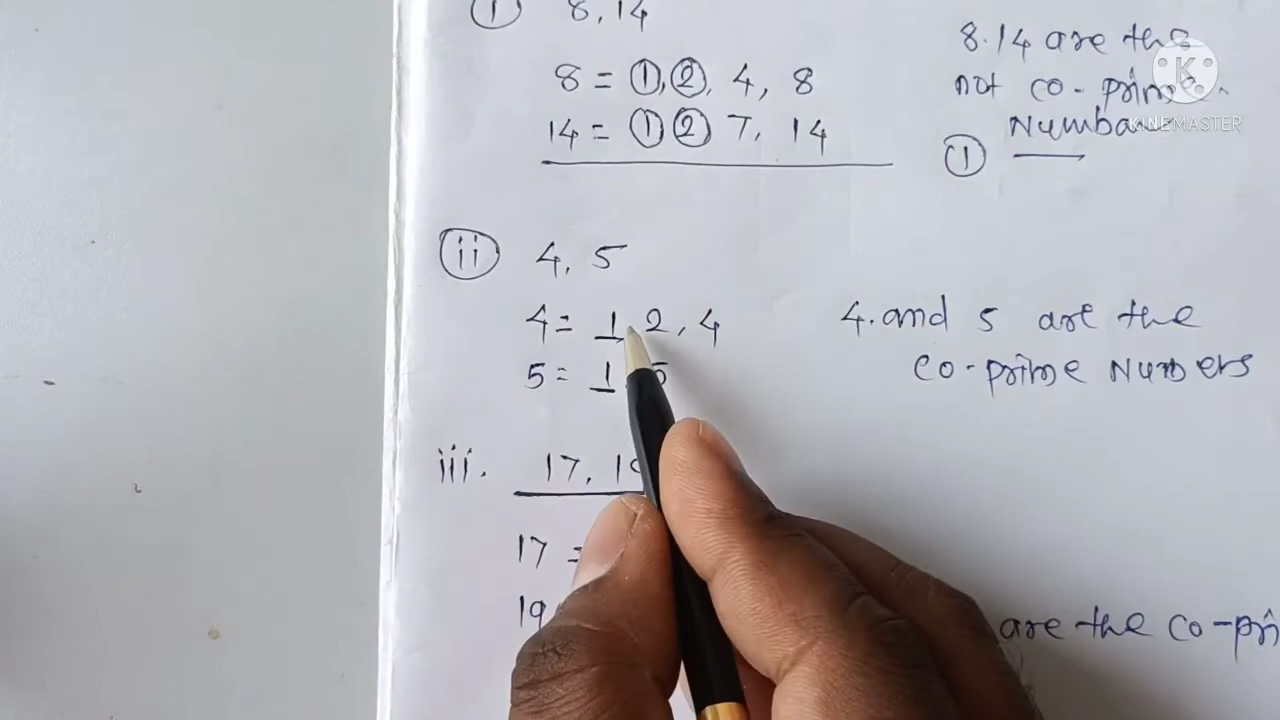 ① 8, 14
8 = ①, ②, 4, 8
14 = ① ② 7, 14
8.14 are the
not co-prime
Number
①
K
KINEMASTER
ⅱ 4, 5
4 = 1, 2, 4
5 = 1, 5
4. and 5 are the
co-prime Numbers
iii. 17, 19
17 =
19
are the co-pri